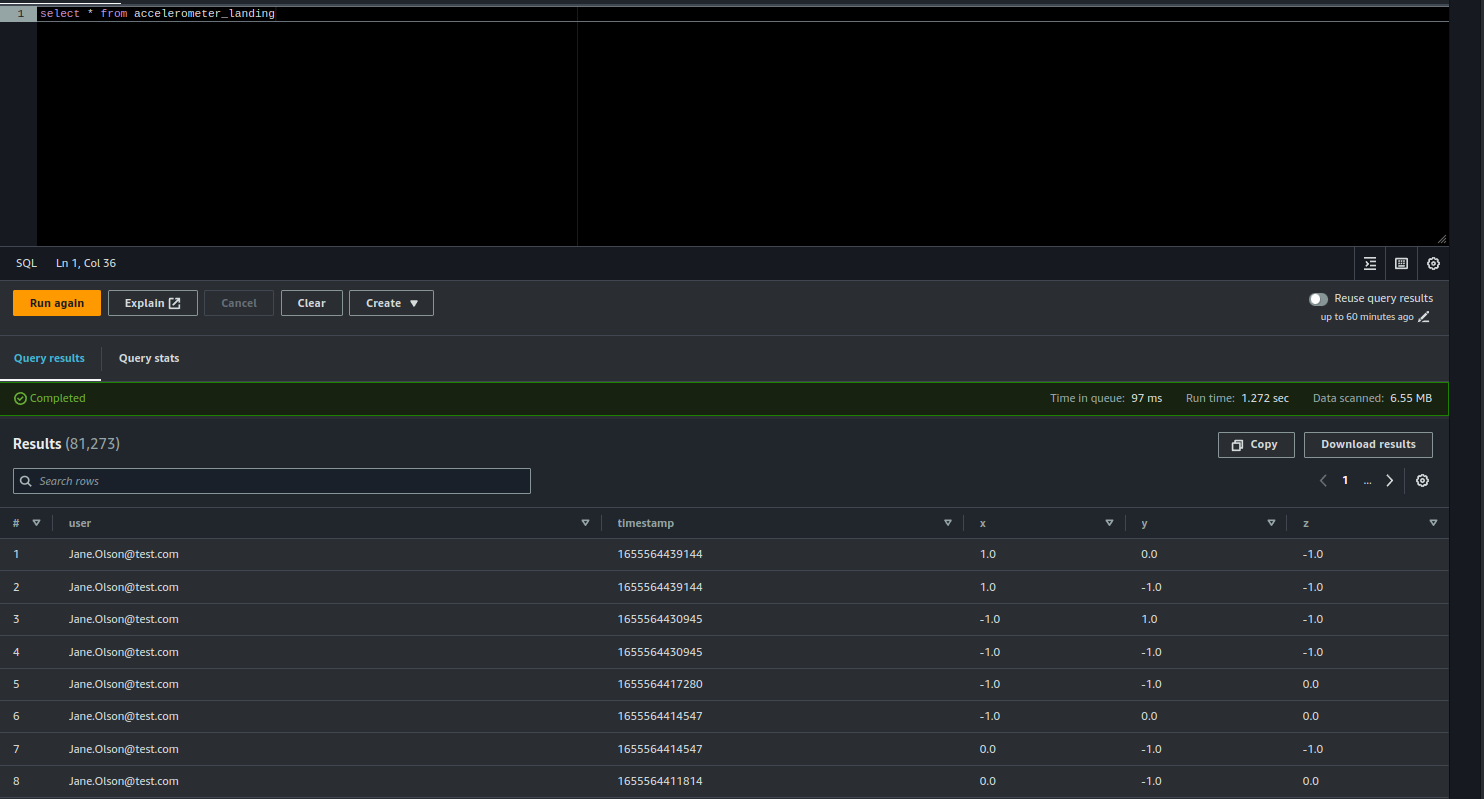 1 select * from accelerometer_landing
SQL Ln 1, Col 36
Run again Explain Cancel Clear Create Reuse query results
up to 60 minutes ago
Query results Query stats
Completed Time in queue: 97 ms Run time: 1.272 sec Data scanned: 6.55 MB
Results (81,273) Copy Download results
Search rows 1 ...
# user timestamp x y z
1 Jane.Olson@test.com 1655564439144 1.0 0.0 -1.0
2 Jane.Olson@test.com 1655564439144 1.0 -1.0 -1.0
3 Jane.Olson@test.com 1655564430945 -1.0 1.0 -1.0
4 Jane.Olson@test.com 1655564430945 -1.0 -1.0 -1.0
5 Jane.Olson@test.com 1655564417280 -1.0 -1.0 0.0
6 Jane.Olson@test.com 1655564414547 -1.0 0.0 0.0
7 Jane.Olson@test.com 1655564414547 0.0 -1.0 -1.0
8 Jane.Olson@test.com 1655564411814 0.0 -1.0 0.0